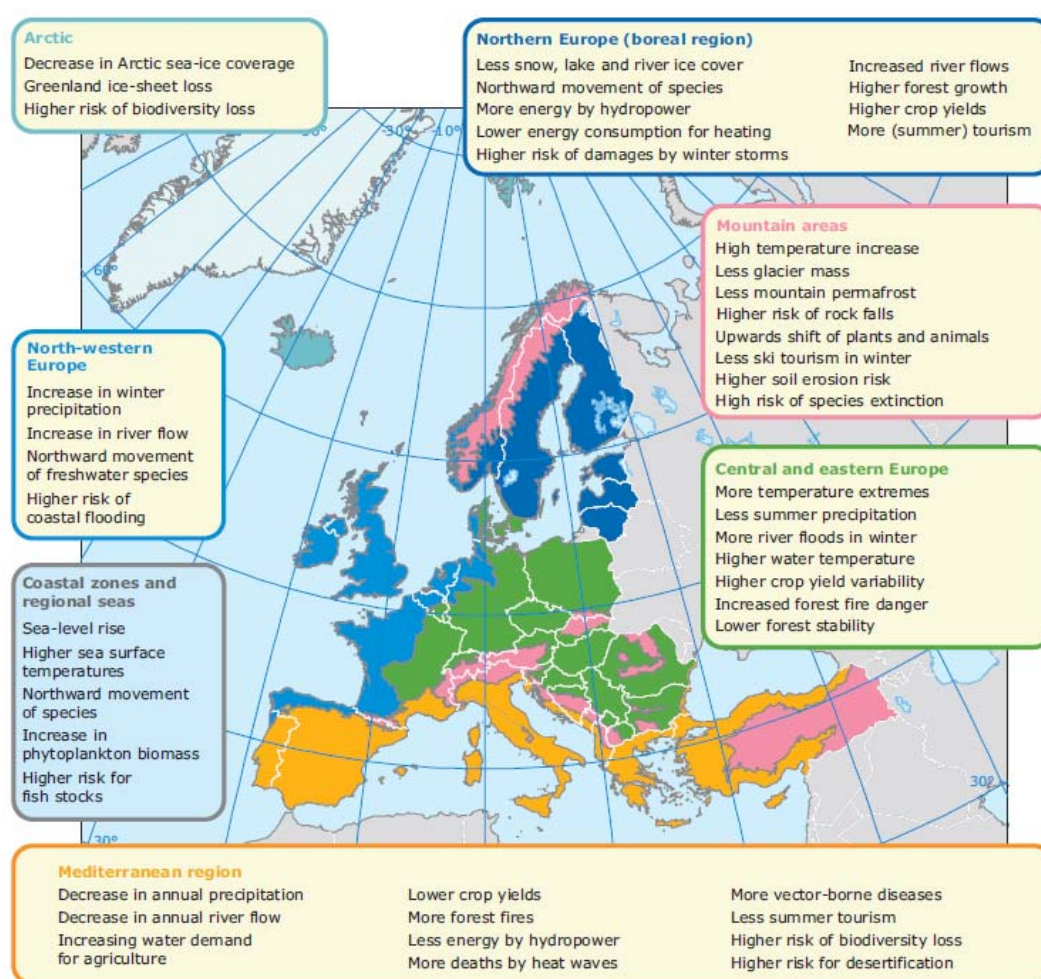 Arctic
Decrease in Arctic sea-ice coverage
Greenland ice-sheet loss
Higher risk of biodiversity loss
Northern Europe (boreal region)
Less snow, lake and river ice cover
Northward movement of species
More energy by hydropower
Lower energy consumption for heating
Higher risk of damages by winter storms
Increased river flows
Higher forest growth
Higher crop yields
More (summer) tourism
-30°
-10°
60°
Mountain areas
High temperature increase
Less glacier mass
Less mountain permafrost
Higher risk of rock falls
Upwards shift of plants and animals
Less ski tourism in winter
Higher soil erosion risk
High risk of species extinction
North-western
Europe
Increase in winter
precipitation
Increase in river flow
Northward movement
of freshwater species
Higher risk of
coastal flooding
Central and eastern Europe
More temperature extremes
Less summer precipitation
More river floods in winter
Higher water temperature
Higher crop yield variability
Increased forest fire danger
Lower forest stability
Coastal zones and
regional seas
Sea-level rise
Higher sea surface
temperatures
Northward movement
of species
Increase in
phytoplankton biomass
Higher risk for
fish stocks
30°
30°
Mediterranean region
Decrease in annual precipitation
Decrease in annual river flow
Increasing water demand
for agriculture
Lower crop yields
More forest fires
Less energy by hydropower
More deaths by heat waves
More vector-borne diseases
Less summer tourism
Higher risk of biodiversity loss
Higher risk for desertification